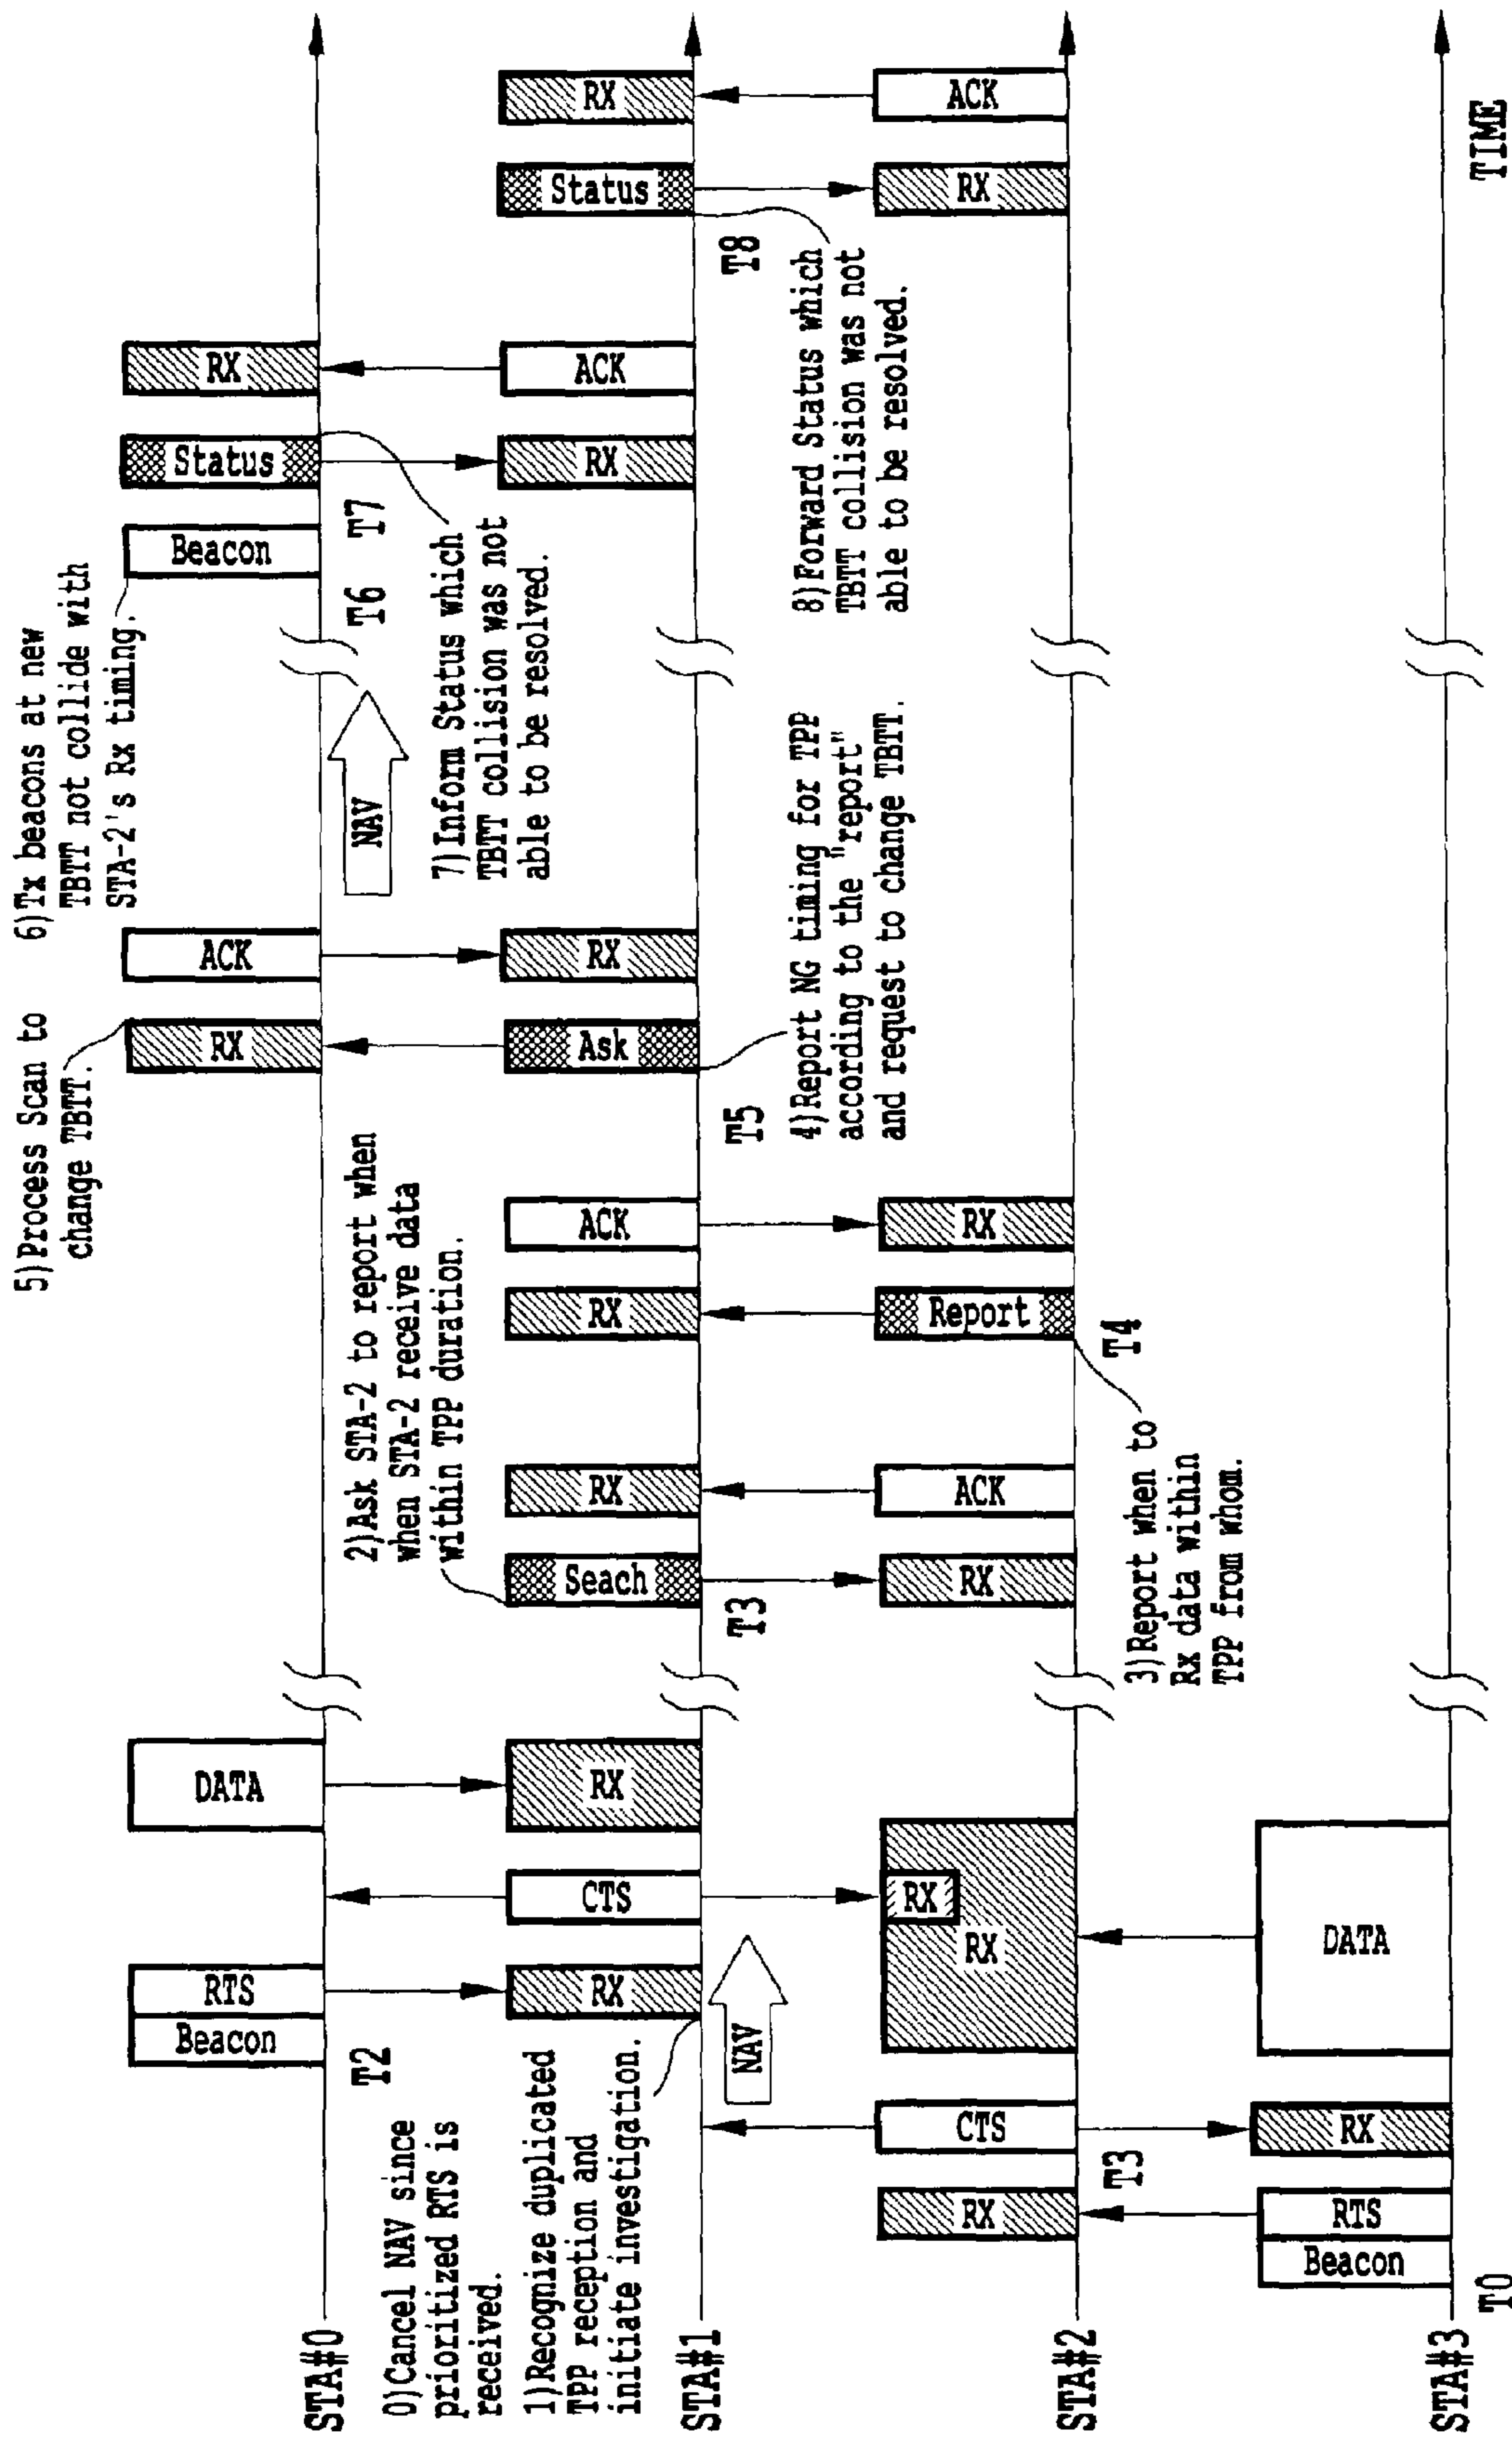 5)Process Scan to
change TBTT.
6)Tx beacons at new
TBTT not collide with
STA-2's Rx timing.
STA#0
Beacon
RTS
DATA
RX
ACK
Beacon
Status
RX
T2
NAV
T6
T7
0)Cancel NAV since
prioritized RTS is
received.
1)Recognize duplicated
TPP reception and
initiate investigation.
2)Ask STA-2 to report when
when STA-2 receive data
within TPP duration.
7)Inform Status which
TBTT collision was not
able to be resolved.
STA#1
RX
CTS
RX
Seach
RX
RX
ACK
Ask
RX
RX
ACK
Status
RX
NAV
T3
T5
T8
4)Report NG timing for TPP
according to the "report"
and request to change TBTT.
8)Forward Status which
TBTT collision was not
able to be resolved.
STA#2
RX
CTS
RX
RX
RX
ACK
Report
RX
RX
ACK
T3
T4
3)Report when to
Rx data within
TPP from whom.
STA#3
Beacon
RTS
RX
DATA
T0
TIME